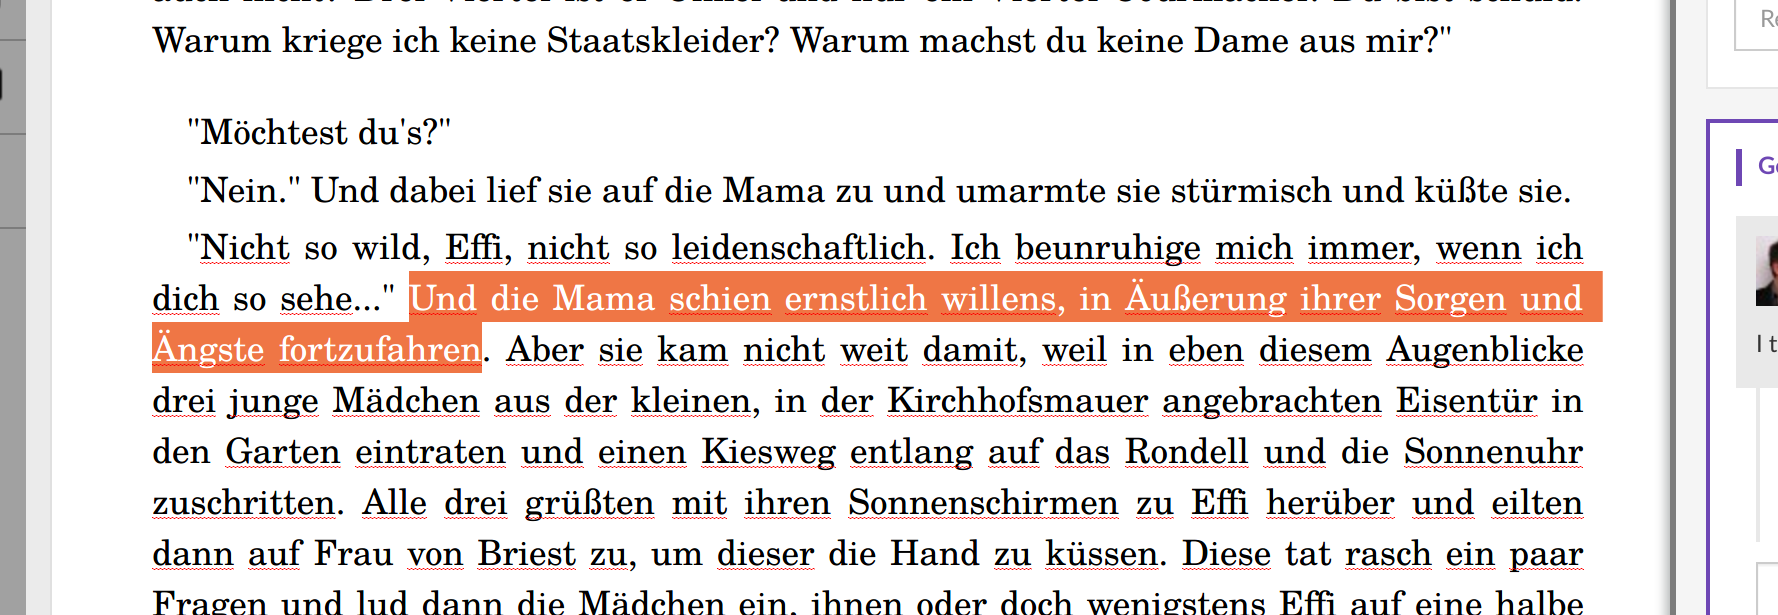 Warum kriege ich keine Staatskleider? Warum machst du keine Dame aus mir?"
"Möchtest du's?"
"Nein." Und dabei lief sie auf die Mama zu und umarmte sie stürmisch und küßte sie.
"Nicht so wild, Effi, nicht so leidenschaftlich. Ich beunruhige mich immer, wenn ich
dich so sehe..." Und die Mama schien ernstlich willens, in Äußerung ihrer Sorgen und
Ängste fortzufahren. Aber sie kam nicht weit damit, weil in eben diesem Augenblicke
drei junge Mädchen aus der kleinen, in der Kirchhofsmauer angebrachten Eisentür in
den Garten eintraten und einen Kiesweg entlang auf das Rondell und die Sonnenuhr
zuschritten. Alle drei grüßten mit ihren Sonnenschirmen zu Effi herüber und eilten
dann auf Frau von Briest zu, um dieser die Hand zu küssen. Diese tat rasch ein paar
Fragen und lud dann die Mädchen ein, ihnen oder doch wenigstens Effi auf eine halbe